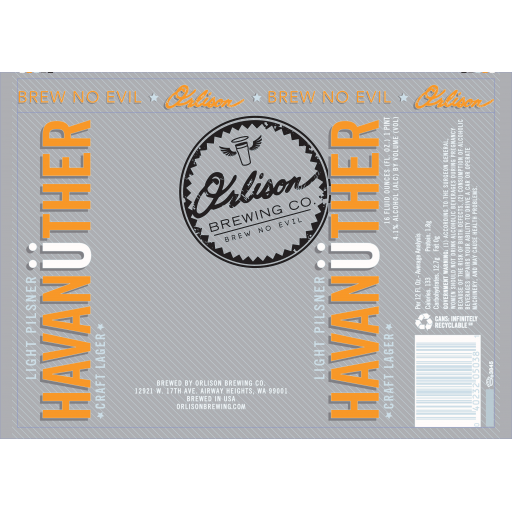 BREW NO EVIL ★ Orlison ★ BREW NO EVIL ★ Orlison
LIGHT PILSNER
HAVANÜTHER
★CRAFT LAGER★
Orlison
BREWING CO.
BREW NO EVIL
BREWED BY ORLISON BREWING CO.
12921 W. 17TH AVE. AIRWAY HEIGHTS, WA 99001
BREWED IN USA
ORLISONBREWING.COM
LIGHT PILSNER
HAVANÜTHER
★CRAFT LAGER★
16 FLUID OUNCES (FL. OZ.) 1 PINT
4.1% ALCOHOL (ALC) BY VOLUME (VOL)
Per 12 Fl. Oz. - Average Analysis
Calories, 133 Protein, 1.6g
Carbohydrates, 12.7g Fat 0g
GOVERNMENT WARNING: (1) ACCORDING TO THE SURGEON GENERAL,
WOMEN SHOULD NOT DRINK ALCOHOLIC BEVERAGES DURING PREGNANCY
BECAUSE OF THE RISK OF BIRTH DEFECTS. (2) CONSUMPTION OF ALCOHOLIC
BEVERAGES IMPAIRS YOUR ABILITY TO DRIVE A CAR OR OPERATE
MACHINERY, AND MAY CAUSE HEALTH PROBLEMS.
CANS: INFINITELY
RECYCLABLE